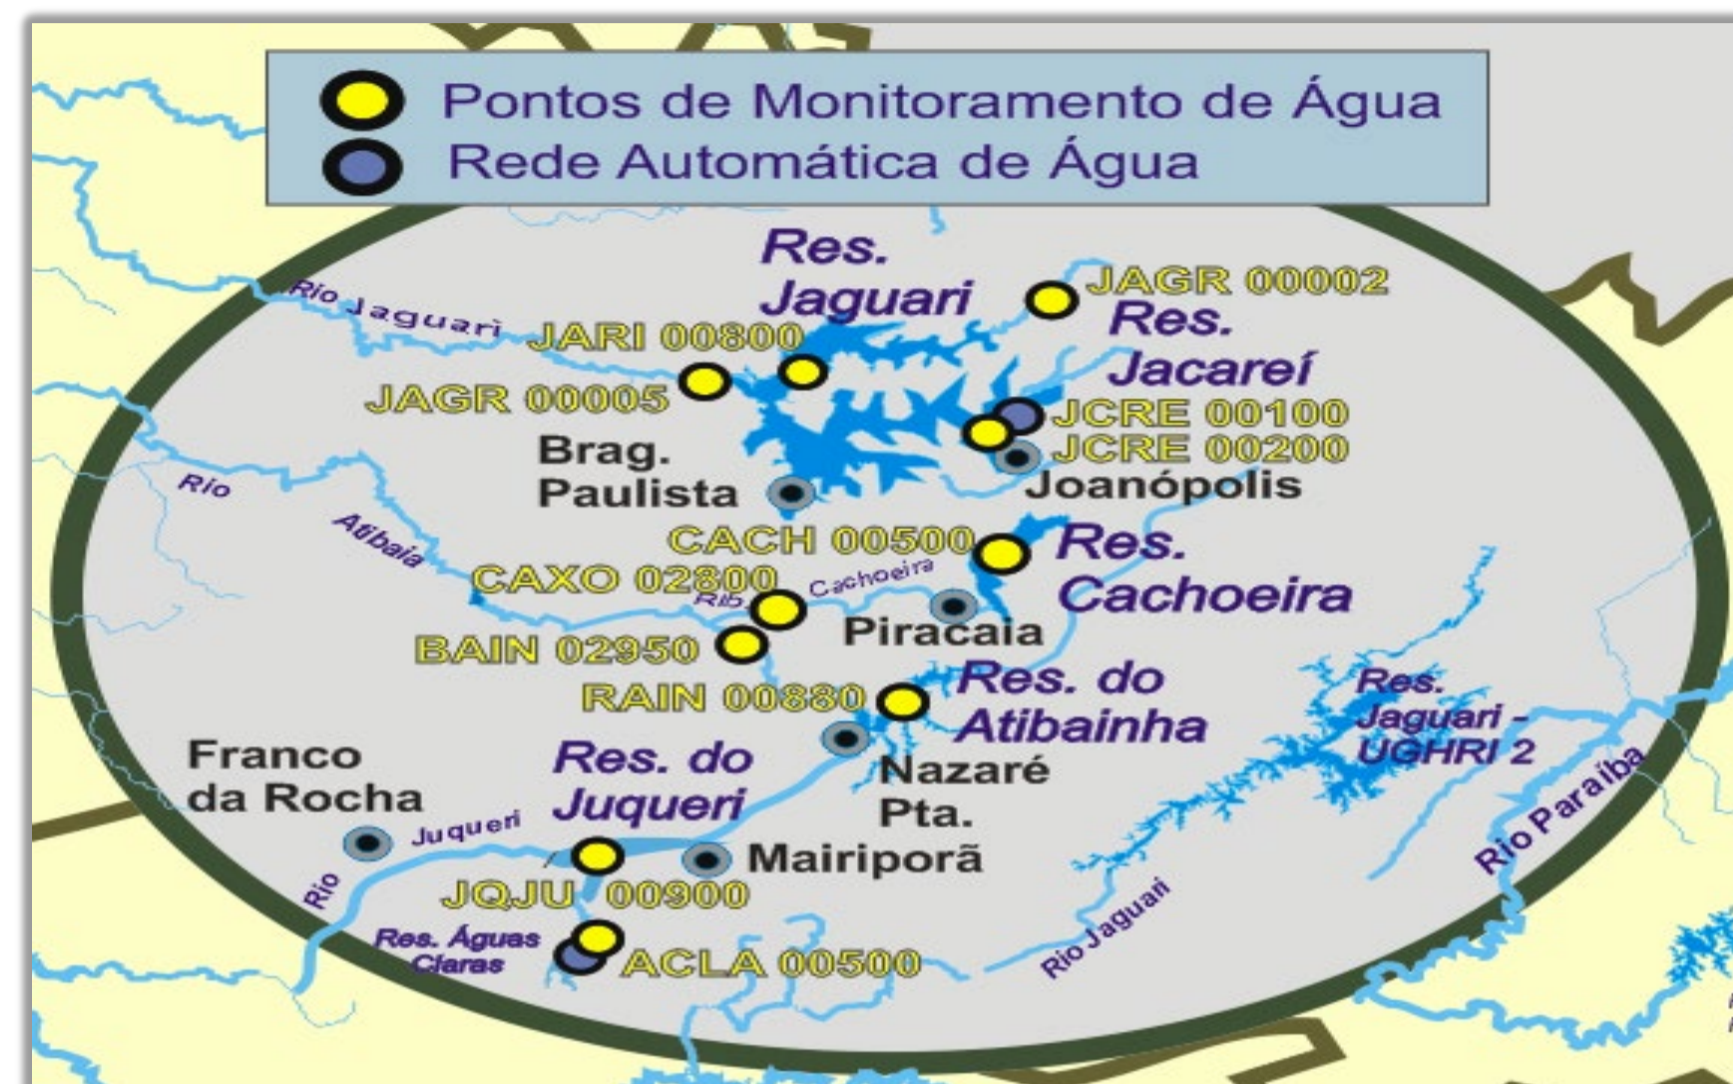 Pontos de Monitoramento de Água
Rede Automática de Água
Res.
Jaguari
JAGR 00002
Res.
Jacareí
Rio Jaguari
JARI 00800
JAGR 00005
JCRE 00100
JCRE 00200
Joanópolis
Brag.
Paulista
Rio
Atibaia
CACH 00500
Res.
Cachoeira
CAXO 02800
Rib. Cachoeira
Piracaia
BAIN 02950
RAIN 00880
Res. do
Atibainha
Res.
Jaguari -
UGHRI 2
Nazaré
Pta.
Franco
da Rocha
Res. do
Juqueri
Rio Juqueri
Mairiporã
JQJU 00900
Res. Águas
Claras
ACLA 00500
Rio Jaguari
Rio Paraíba